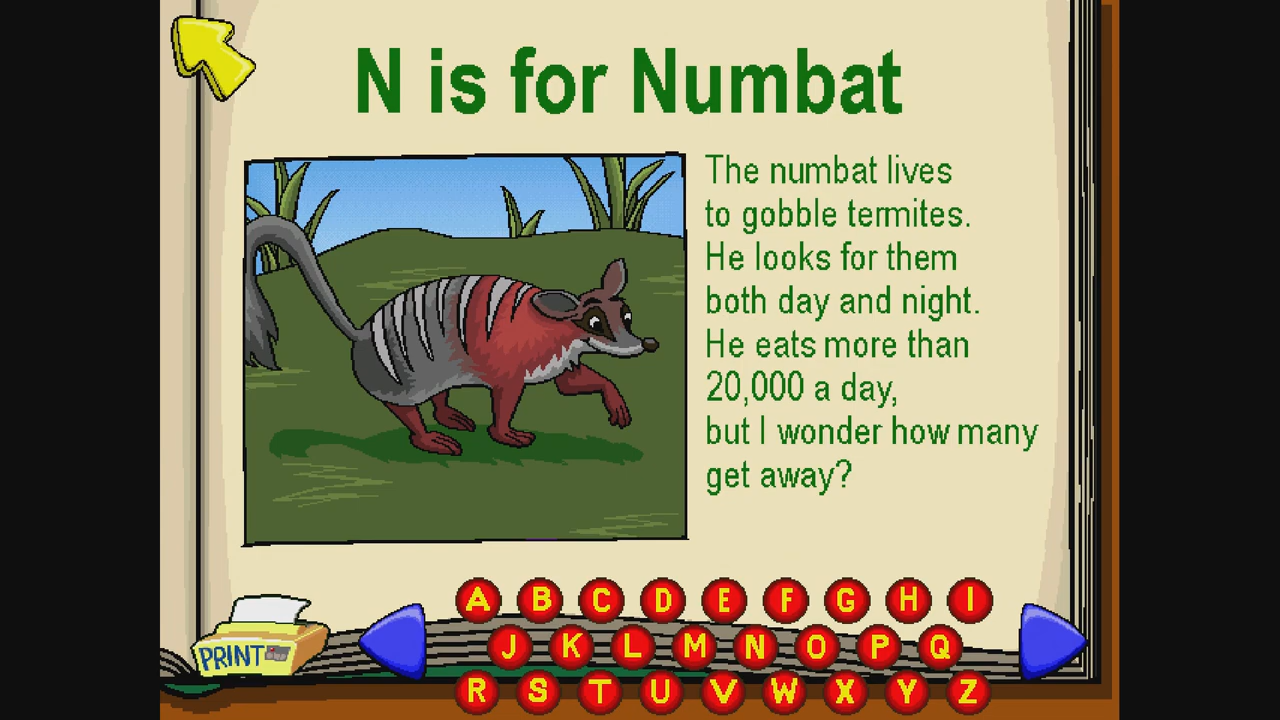 N is for Numbat
The numbat lives
to gobble termites.
He looks for them
both day and night.
He eats more than
20,000 a day,
but I wonder how many
get away?
PRINT
A B C D E F G H I
J K L M N O P Q
R S T U V W X Y Z